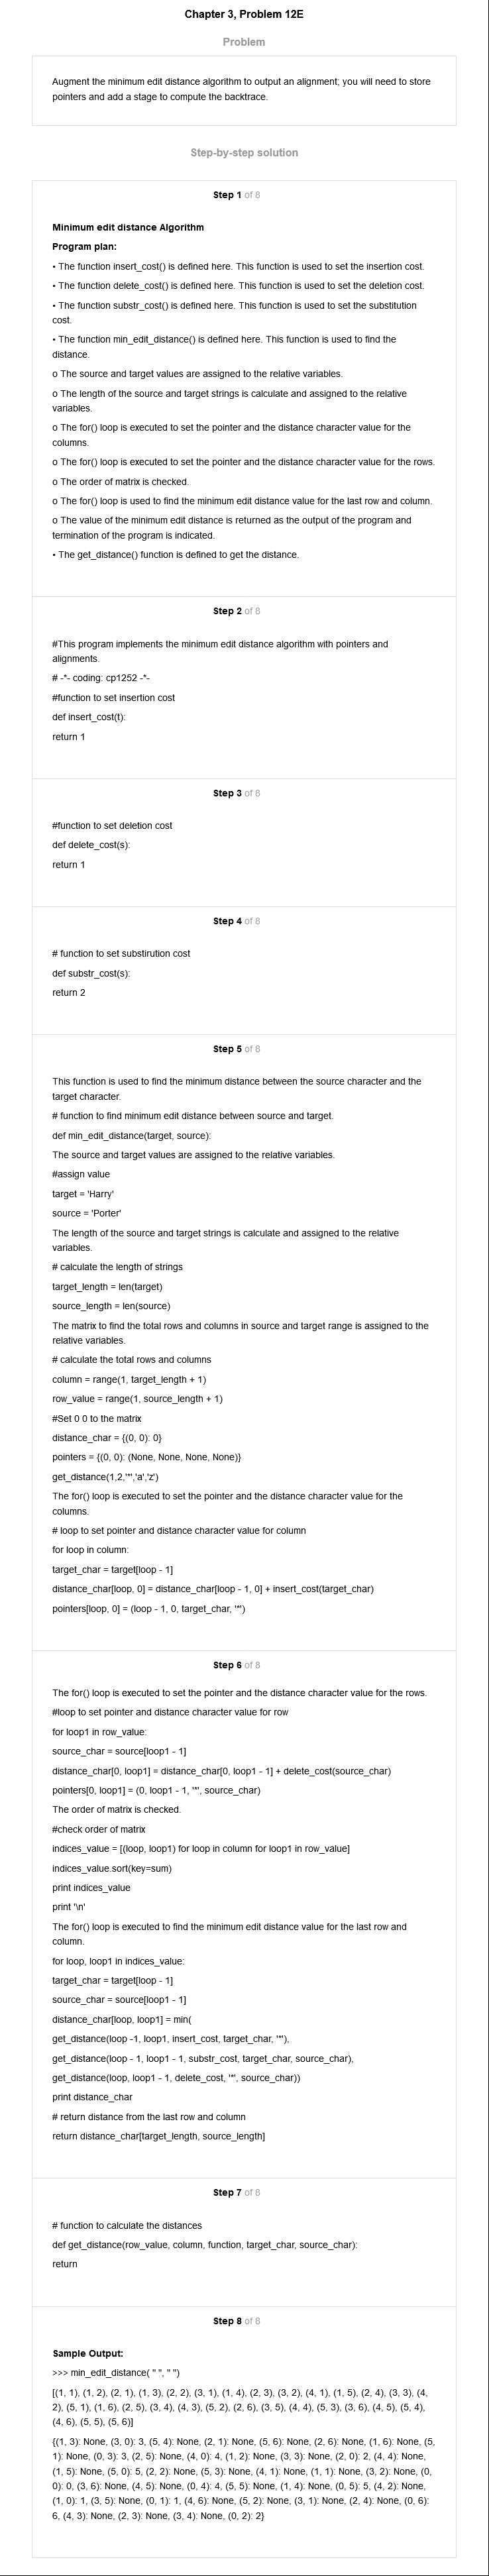 Chapter 3, Problem 12E
Problem
Augment the minimum edit distance algorithm to output an alignment; you will need to store
pointers and add a stage to compute the backtrace.
Step-by-step solution
Step 1 of 8
Minimum edit distance Algorithm
Program plan:
• The function insert_cost() is defined here. This function is used to set the insertion cost.
• The function delete_cost() is defined here. This function is used to set the deletion cost.
• The function substr_cost() is defined here. This function is used to set the substitution
cost.
• The function min_edit_distance() is defined here. This function is used to find the
distance.
o The source and target values are assigned to the relative variables.
o The length of the source and target strings is calculate and assigned to the relative
variables.
o The for() loop is executed to set the pointer and the distance character value for the
columns.
o The for() loop is executed to set the pointer and the distance character value for the rows.
o The order of matrix is checked.
o The for() loop is used to find the minimum edit distance value for the last row and column.
o The value of the minimum edit distance is returned as the output of the program and
termination of the program is indicated.
• The get_distance() function is defined to get the distance.
Step 2 of 8
#This program implements the minimum edit distance algorithm with pointers and
alignments.
# -*- coding: cp1252 -*-
#function to set insertion cost
def insert_cost(t):
return 1
Step 3 of 8
#function to set deletion cost
def delete_cost(s):
return 1
Step 4 of 8
# function to set substirution cost
def substr_cost(s):
return 2
Step 5 of 8
This function is used to find the minimum distance between the source character and the
target character.
# function to find minimum edit distance between source and target.
def min_edit_distance(target, source):
The source and target values are assigned to the relative variables.
#assign value
target = 'Harry'
source = 'Porter'
The length of the source and target strings is calculate and assigned to the relative
variables.
# calculate the length of strings
target_length = len(target)
source_length = len(source)
The matrix to find the total rows and columns in source and target range is assigned to the
relative variables.
# calculate the total rows and columns
column = range(1, target_length + 1)
row_value = range(1, source_length + 1)
#Set 0 0 to the matrix
distance_char = {(0, 0): 0}
pointers = {(0, 0): (None, None, None, None)}
get_distance(1,2,'*','a','z')
The for() loop is executed to set the pointer and the distance character value for the
columns.
# loop to set pointer and distance character value for column
for loop in column:
target_char = target[loop - 1]
distance_char[loop, 0] = distance_char[loop - 1, 0] + insert_cost(target_char)
pointers[loop, 0] = (loop - 1, 0, target_char, '*')
Step 6 of 8
The for() loop is executed to set the pointer and the distance character value for the rows.
#loop to set pointer and distance character value for row
for loop1 in row_value:
source_char = source[loop1 - 1]
distance_char[0, loop1] = distance_char[0, loop1 - 1] + delete_cost(source_char)
pointers[0, loop1] = (0, loop1 - 1, '*', source_char)
The order of matrix is checked.
#check order of matrix
indices_value = [(loop, loop1) for loop in column for loop1 in row_value]
indices_value.sort(key=sum)
print indices_value
print '\n'
The for() loop is executed to find the minimum edit distance value for the last row and
column.
for loop, loop1 in indices_value:
target_char = target[loop - 1]
source_char = source[loop1 - 1]
distance_char[loop, loop1] = min(
get_distance(loop -1, loop1, insert_cost, target_char, '*'),
get_distance(loop - 1, loop1 - 1, substr_cost, target_char, source_char),
get_distance(loop, loop1 - 1, delete_cost, '*', source_char))
print distance_char
# return distance from the last row and column
return distance_char[target_length, source_length]
Step 7 of 8
# function to calculate the distances
def get_distance(row_value, column, function, target_char, source_char):
return
Step 8 of 8
Sample Output:
>>> min_edit_distance( " ", " ")
[(1, 1), (1, 2), (2, 1), (1, 3), (2, 2), (3, 1), (1, 4), (2, 3), (3, 2), (4, 1), (1, 5), (2, 4), (3, 3), (4,
2), (5, 1), (1, 6), (2, 5), (3, 4), (4, 3), (5, 2), (2, 6), (3, 5), (4, 4), (5, 3), (3, 6), (4, 5), (5, 4),
(4, 6), (5, 5), (5, 6)]
{(1, 3): None, (3, 0): 3, (5, 4): None, (2, 1): None, (5, 6): None, (2, 6): None, (1, 6): None, (5,
1): None, (0, 3): 3, (2, 5): None, (4, 0): 4, (1, 2): None, (3, 3): None, (2, 0): 2, (4, 4): None,
(1, 5): None, (5, 0): 5, (2, 2): None, (5, 3): None, (4, 1): None, (1, 1): None, (3, 2): None, (0,
0): 0, (3, 6): None, (4, 5): None, (0, 4): 4, (5, 5): None, (1, 4): None, (0, 5): 5, (4, 2): None,
(1, 0): 1, (3, 5): None, (0, 1): 1, (4, 6): None, (5, 2): None, (3, 1): None, (2, 4): None, (0, 6):
6, (4, 3): None, (2, 3): None, (3, 4): None, (0, 2): 2}